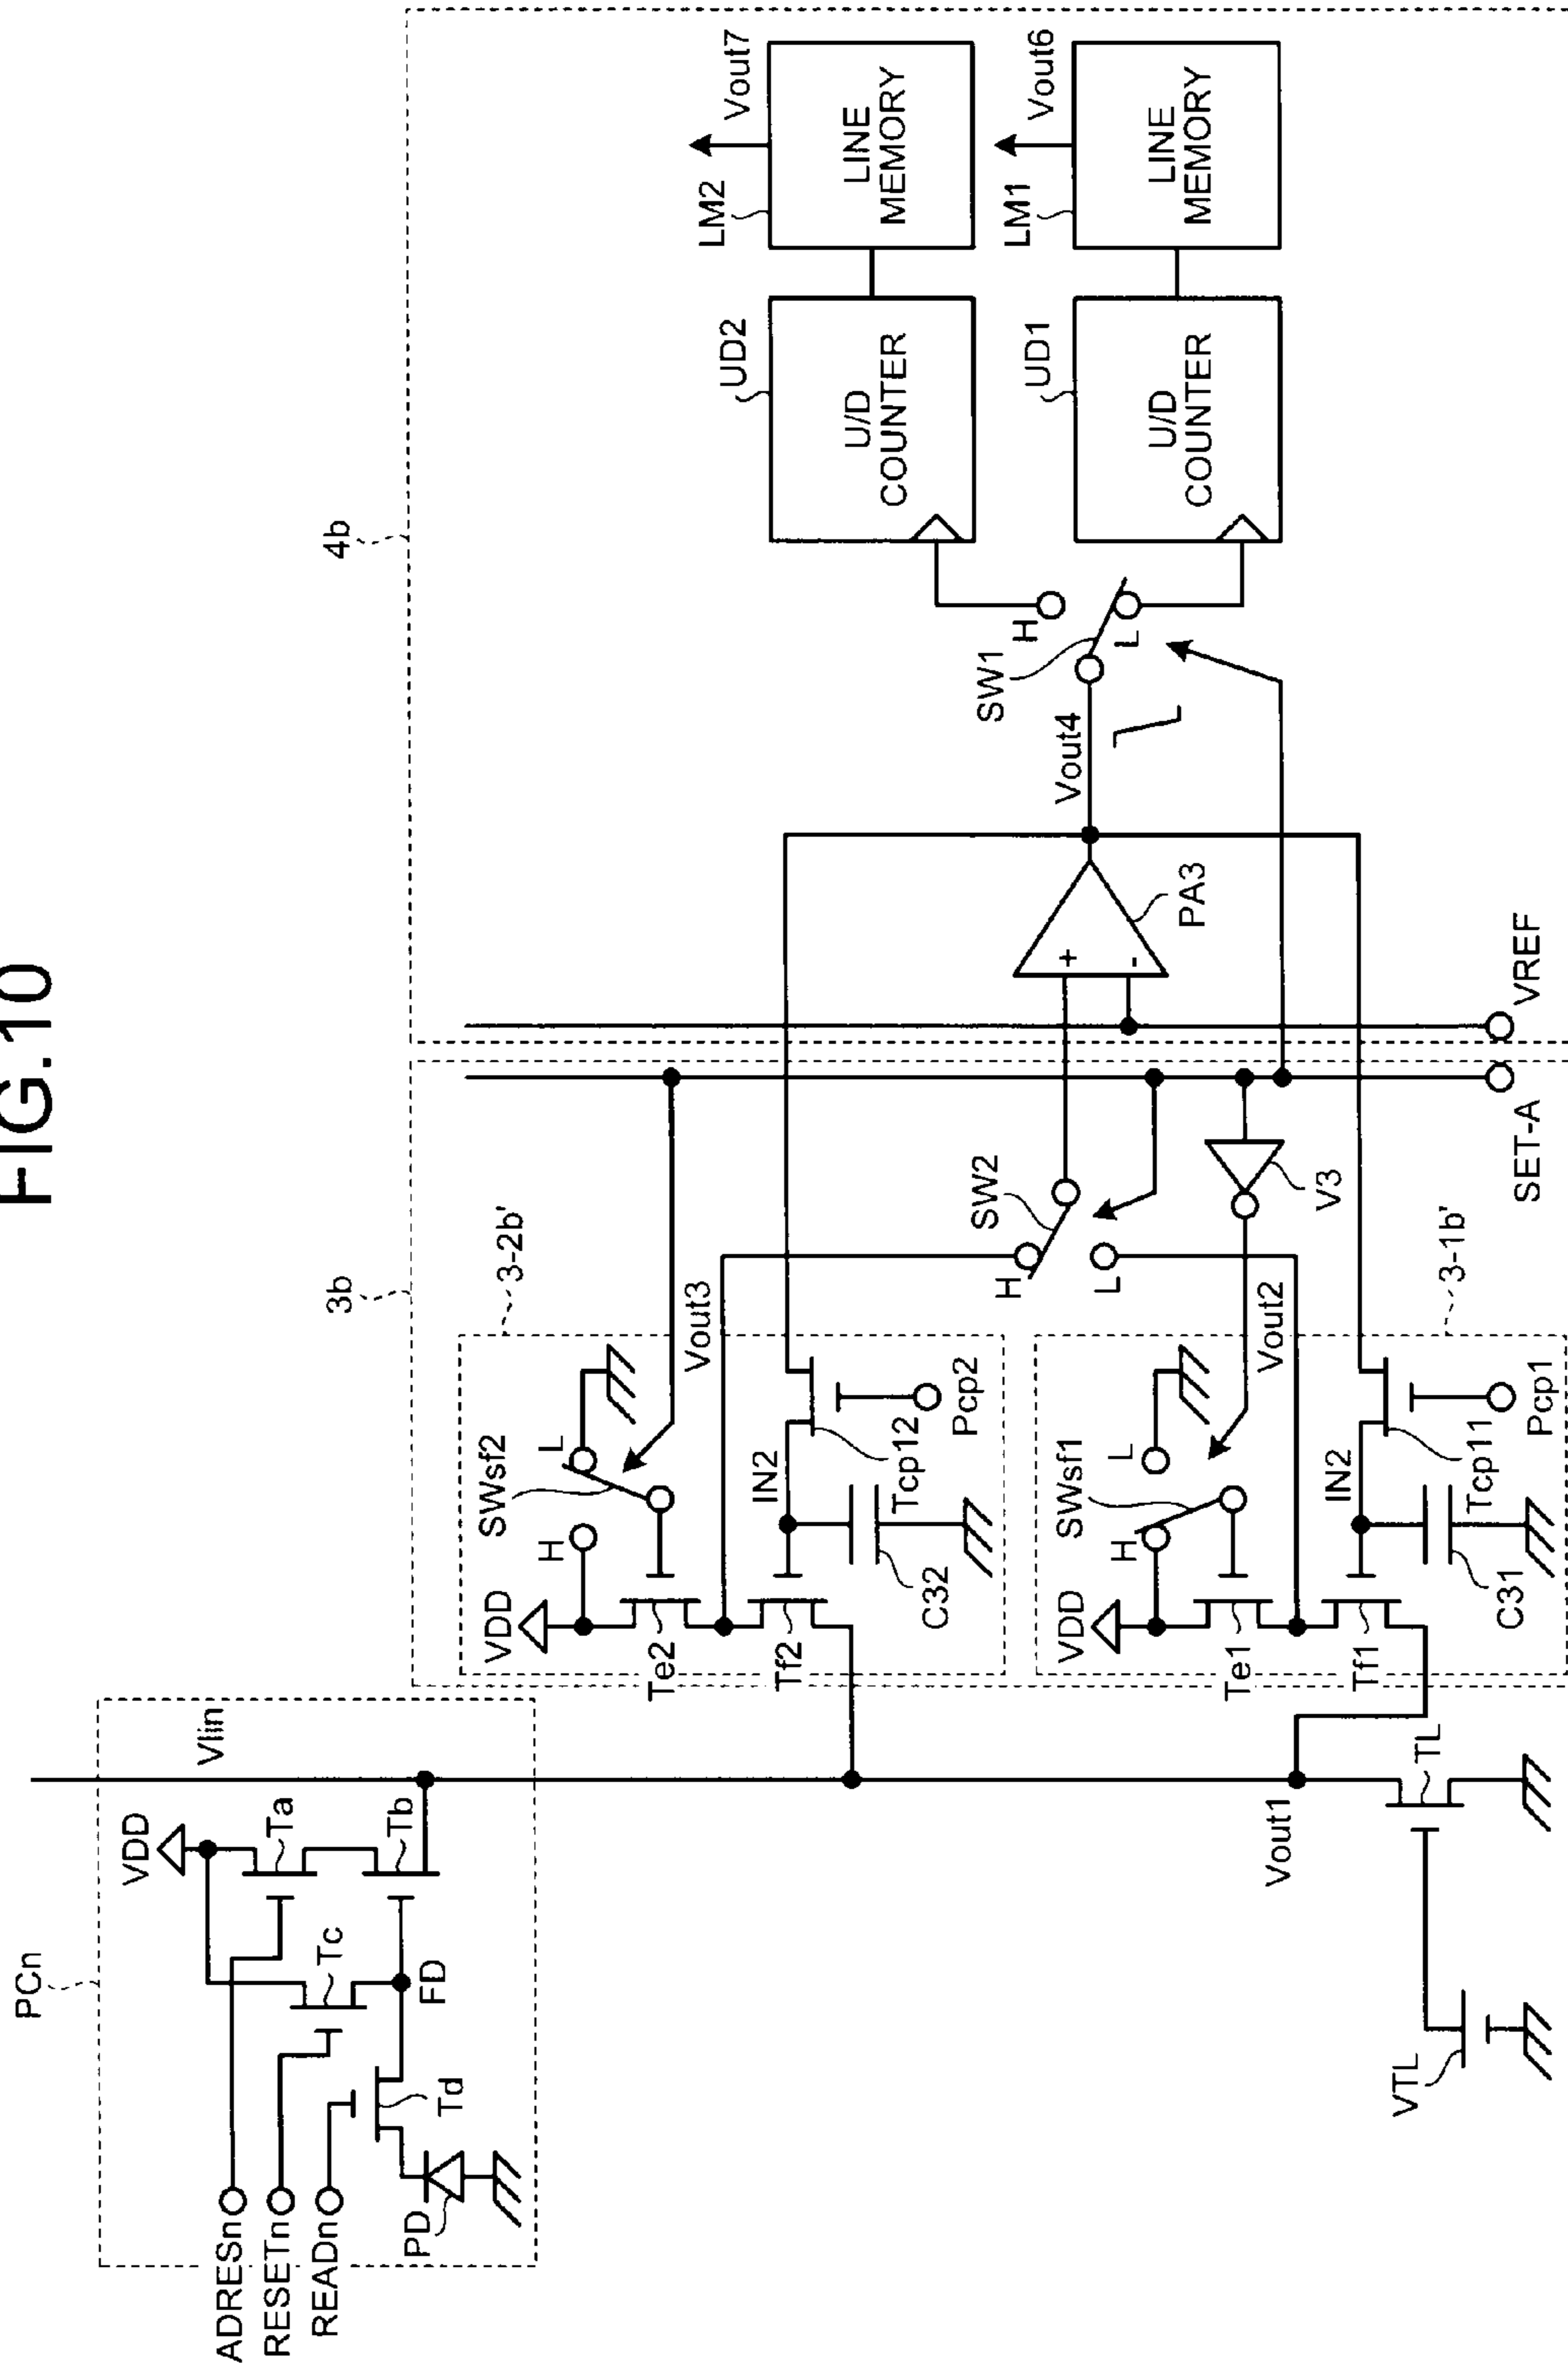 FIG.10
PCn
VDD
Ta
Vlin
Tb
Tc
FD
Td
ADRESn
RESETn
READn
PD
VTL
TL
Vout1
3b
3-2b'
VDD
H
SWsf2
L
Te2
Vout3
Tf2
IN2
C32
Tcp12
Pcp2
3-1b'
VDD
H
SWsf1
L
Te1
Vout2
Tf1
IN2
C31
Tcp11
Pcp1
SW2
H
L
V3
SET-A
VREF
4b
+
-
PA3
Vout4
SW1
H
L
UD2
U/D
COUNTER
LM2
LINE
MEMORY
Vout7
UD1
U/D
COUNTER
LM1
LINE
MEMORY
Vout6